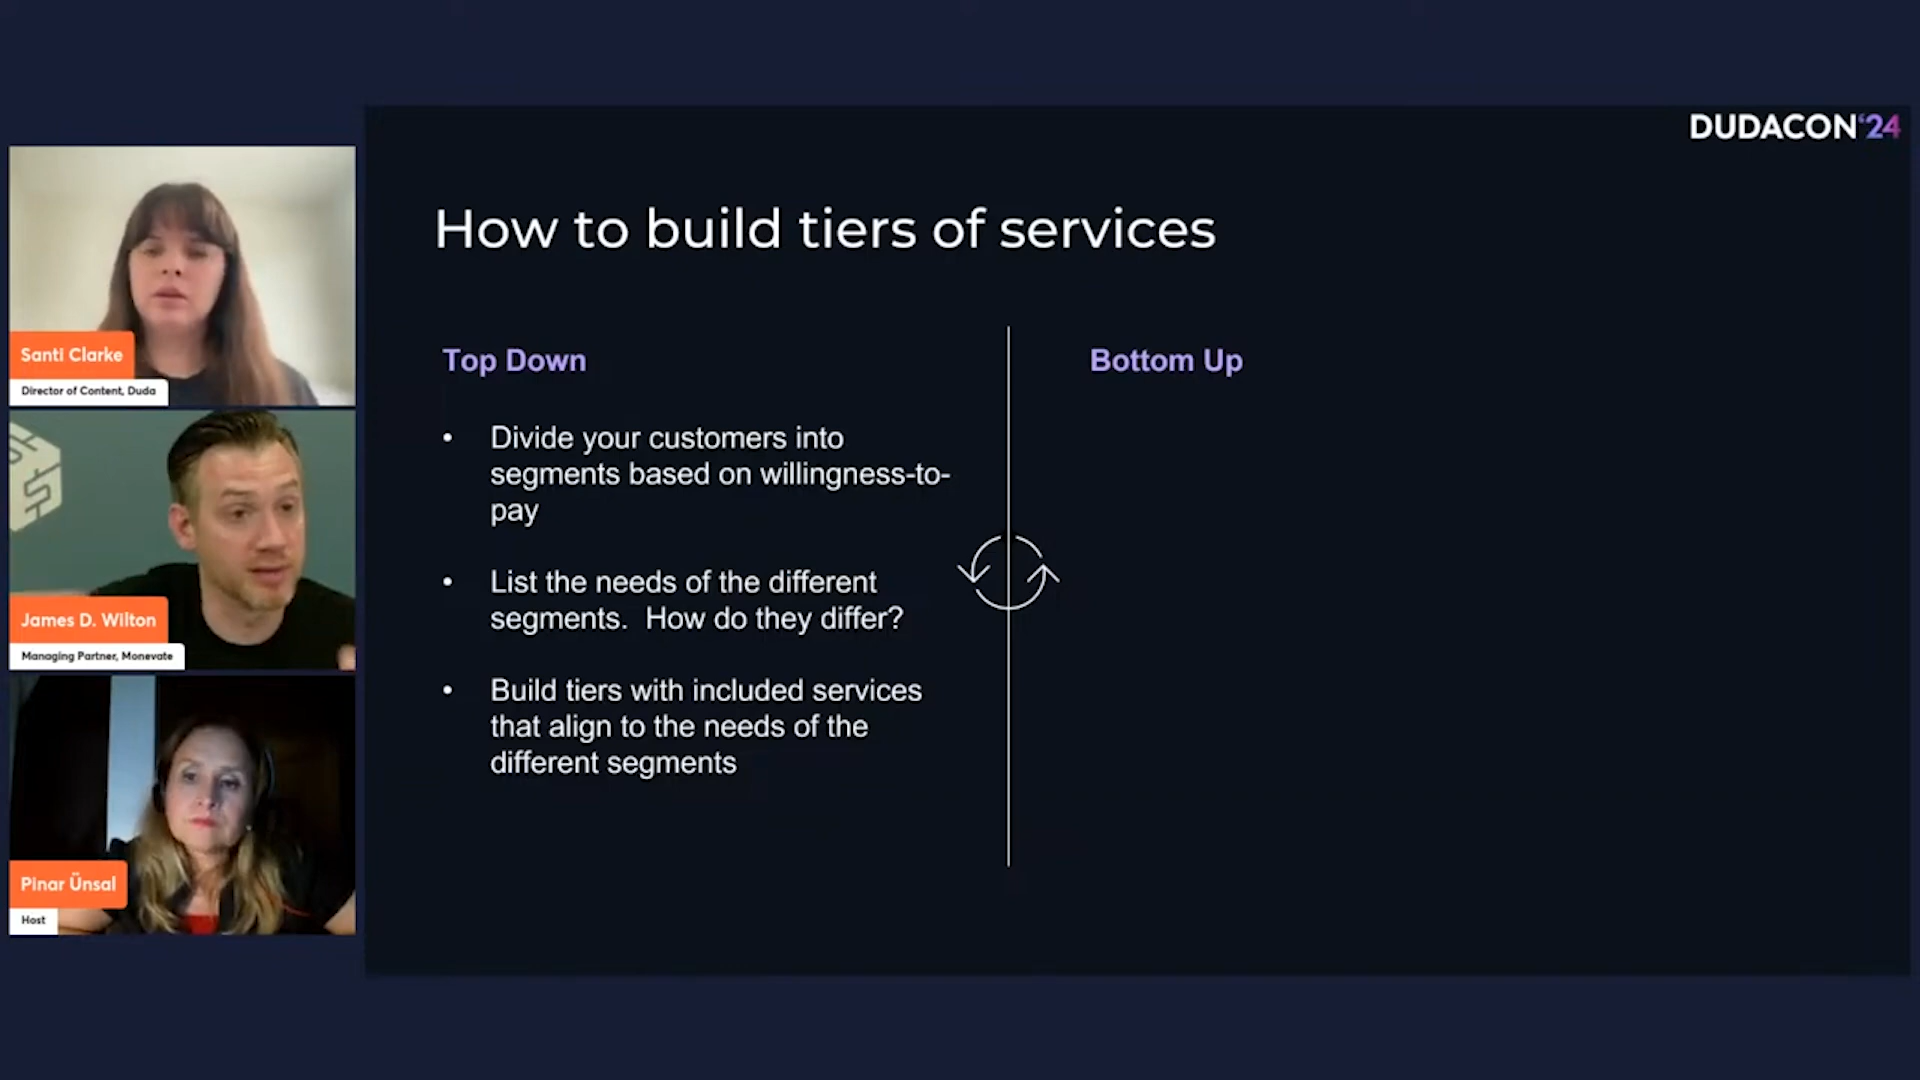 DUDACON'24
How to build tiers of services
Top Down
• Divide your customers into
segments based on willingness-to-
pay
• List the needs of the different
segments.  How do they differ?
• Build tiers with included services
that align to the needs of the
different segments
Bottom Up
Santi Clarke
Director of Content, Duda
James D. Wilton
Managing Partner, Monevate
Pinar Ünsal
Host